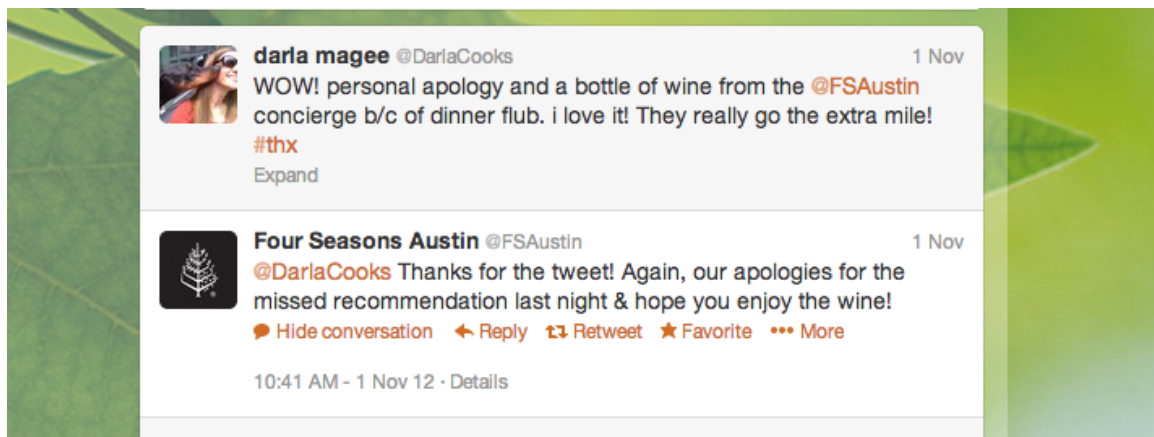 darla magee @DarlaCooks 1 Nov
WOW! personal apology and a bottle of wine from the @FSAustin
concierge b/c of dinner flub. i love it! They really go the extra mile!
#thx
Expand
Four Seasons Austin @FSAustin 1 Nov
@DarlaCooks Thanks for the tweet! Again, our apologies for the
missed recommendation last night & hope you enjoy the wine!
Hide conversation Reply Retweet Favorite More
10:41 AM - 1 Nov 12 · Details